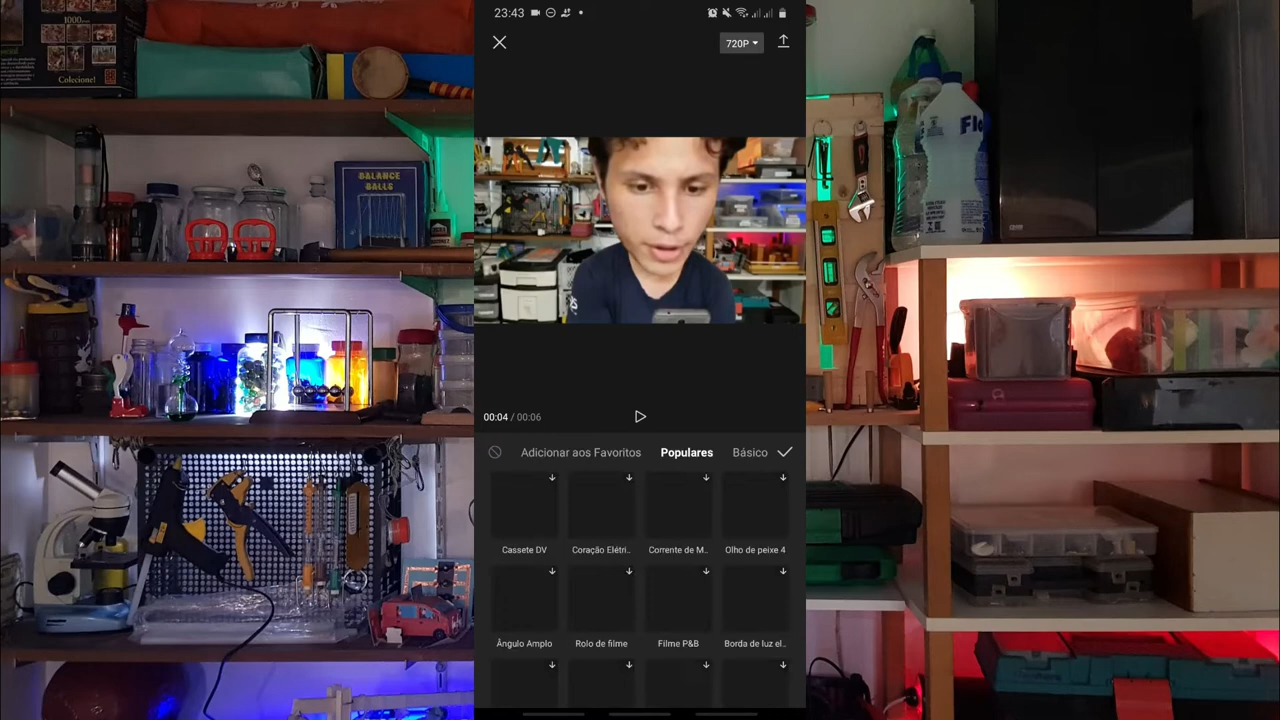 1000
Colecione!
BALANCE
BALLS
23:43
720P
00:04 / 00:06
Adicionar aos Favoritos Populares Básico
Cassete DV Coração Elétri.. Corrente de M.. Olho de peixe 4
Ângulo Amplo Rolo de filme Filme P&B Borda de luz el..